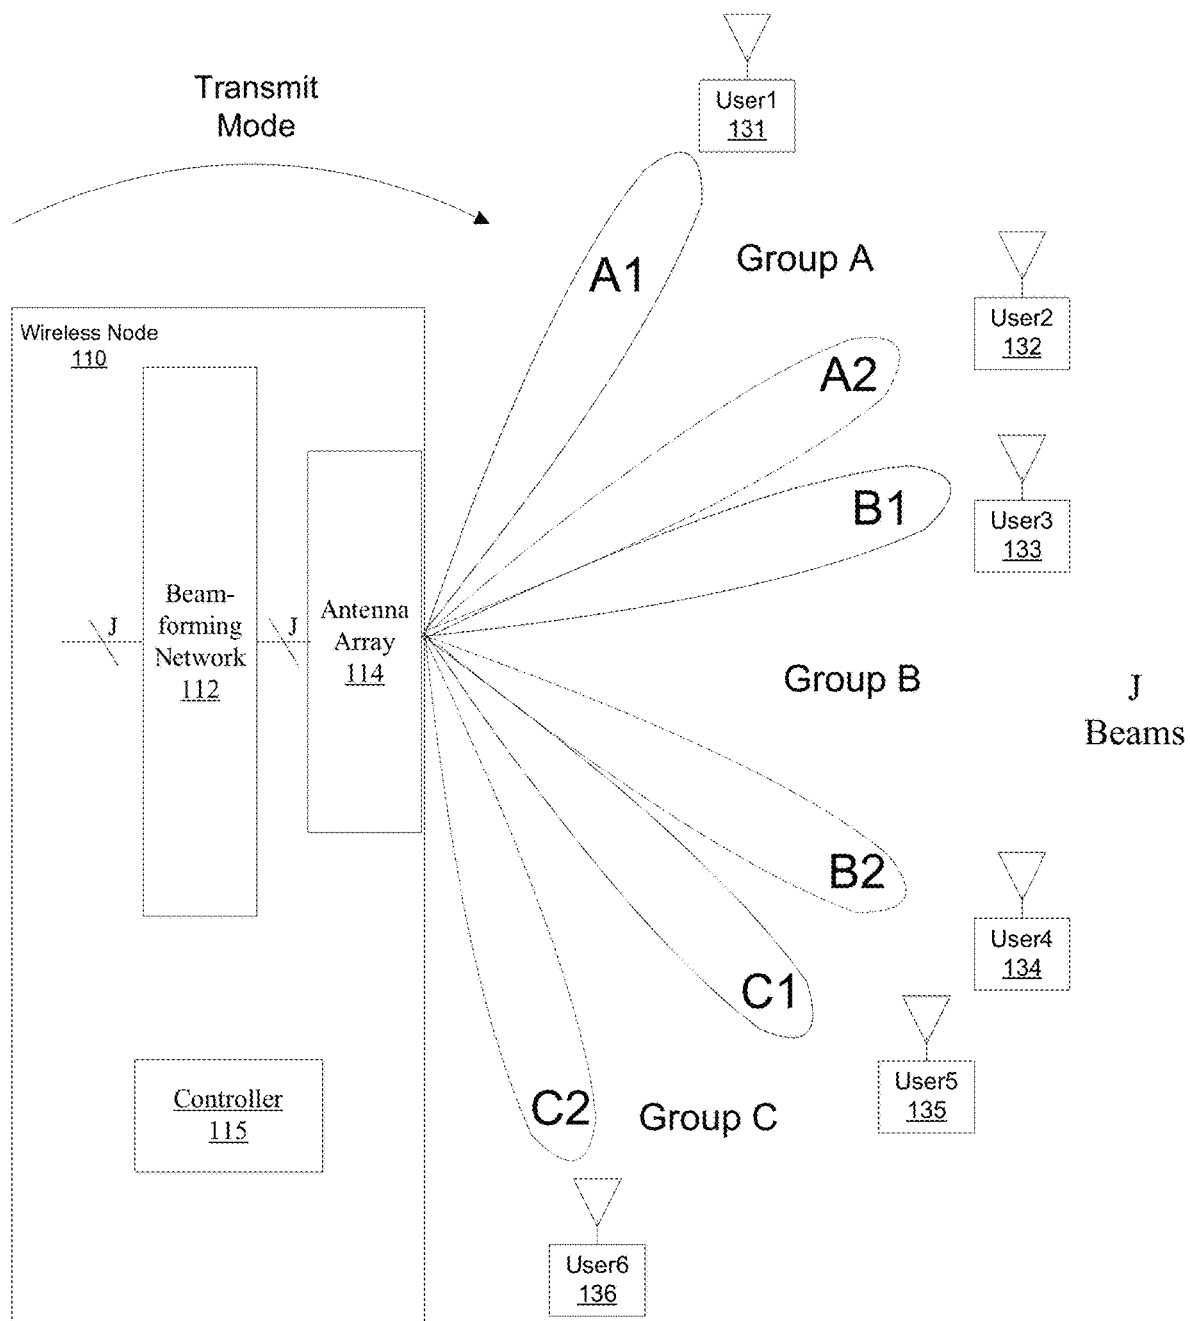 Transmit
Mode
User1
131
A1
Group A
User2
132
Wireless Node
110
A2
B1
User3
133
J
Beam-
forming
Network
112
J
Antenna
Array
114
Group B
J
Beams
B2
User4
134
C1
Controller
115
C2
Group C
User5
135
User6
136